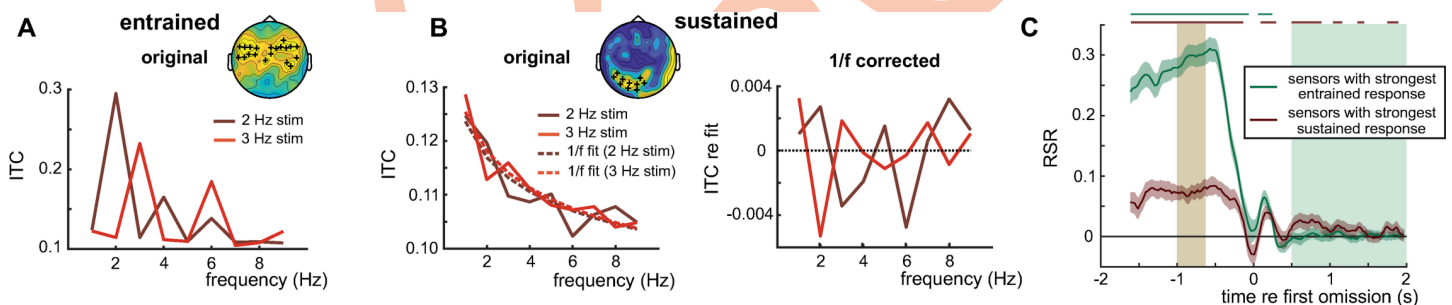 A
entrained
original
ITC
0.3
0.2
0.1
2 Hz stim
3 Hz stim
2 4 6 8
frequency (Hz)
B
sustained
original
ITC
0.13
0.12
0.11
0.10
2 Hz stim
3 Hz stim
1/f fit (2 Hz stim)
1/f fit (3 Hz stim)
2 4 6 8
frequency (Hz)
1/f corrected
ITC re fit
0.004
0
-0.004
2 4 6 8
frequency (Hz)
C
RSR
0.3
0.2
0.1
0
sensors with strongest
entrained response
sensors with strongest
sustained response
-2 -1 0 1 2
time re first omission (s)